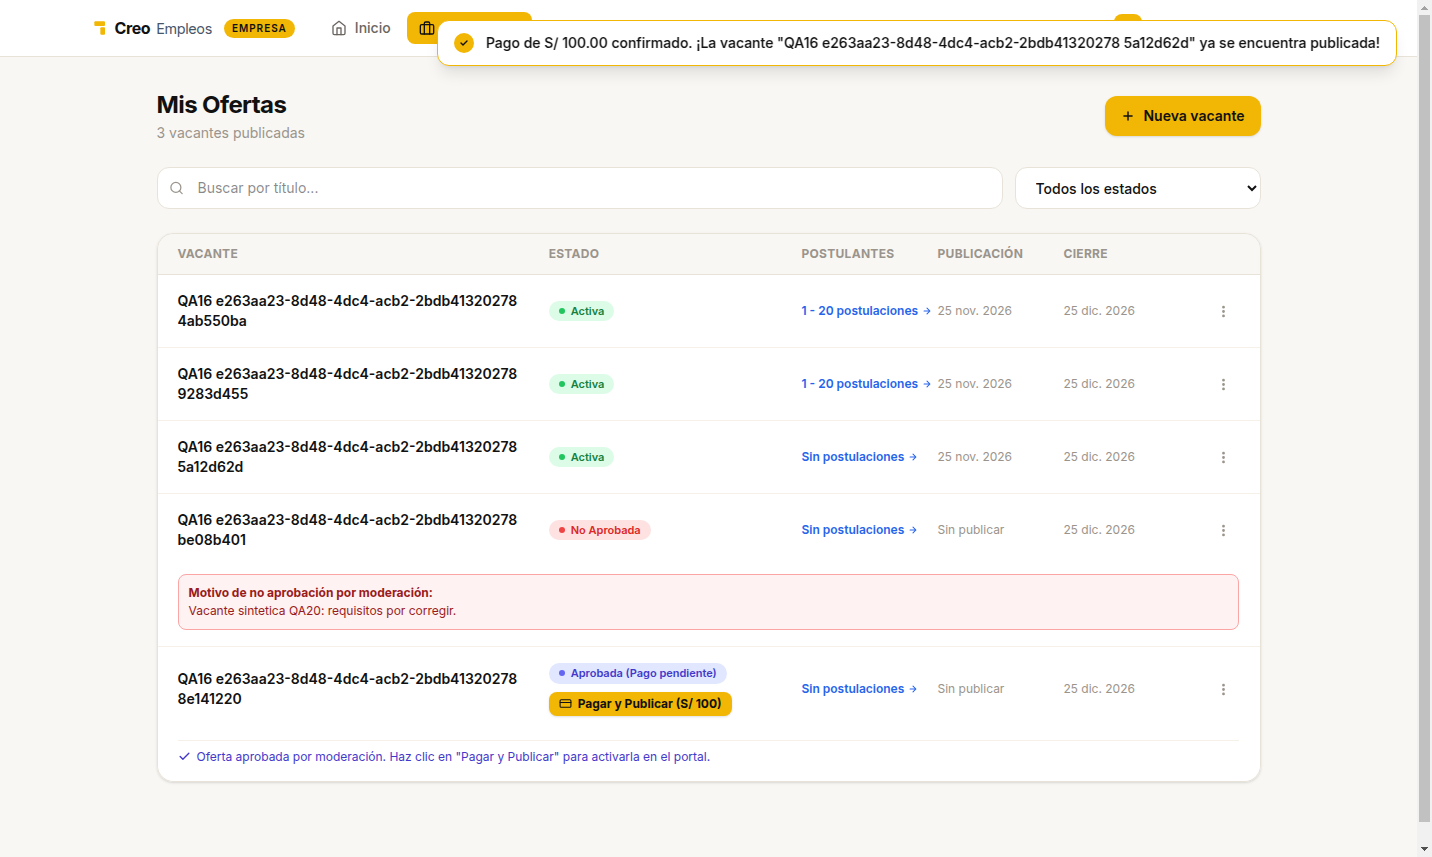 Creo Empleos EMPRESA Inicio
Pago de S/ 100.00 confirmado. ¡La vacante "QA16 e263aa23-8d48-4dc4-acb2-2bdb41320278 5a12d62d" ya se encuentra publicada!
Mis Ofertas
3 vacantes publicadas
+ Nueva vacante
Buscar por título...
Todos los estados
VACANTE ESTADO POSTULANTES PUBLICACIÓN CIERRE
QA16 e263aa23-8d48-4dc4-acb2-2bdb41320278
4ab550ba
Activa
1 - 20 postulaciones → 25 nov. 2026 25 dic. 2026
QA16 e263aa23-8d48-4dc4-acb2-2bdb41320278
9283d455
Activa
1 - 20 postulaciones → 25 nov. 2026 25 dic. 2026
QA16 e263aa23-8d48-4dc4-acb2-2bdb41320278
5a12d62d
Activa
Sin postulaciones → 25 nov. 2026 25 dic. 2026
QA16 e263aa23-8d48-4dc4-acb2-2bdb41320278
be08b401
No Aprobada
Sin postulaciones → Sin publicar 25 dic. 2026
Motivo de no aprobación por moderación:
Vacante sintetica QA20: requisitos por corregir.
QA16 e263aa23-8d48-4dc4-acb2-2bdb41320278
8e141220
Aprobada (Pago pendiente)
Pagar y Publicar (S/ 100)
Sin postulaciones → Sin publicar 25 dic. 2026
Oferta aprobada por moderación. Haz clic en "Pagar y Publicar" para activarla en el portal.